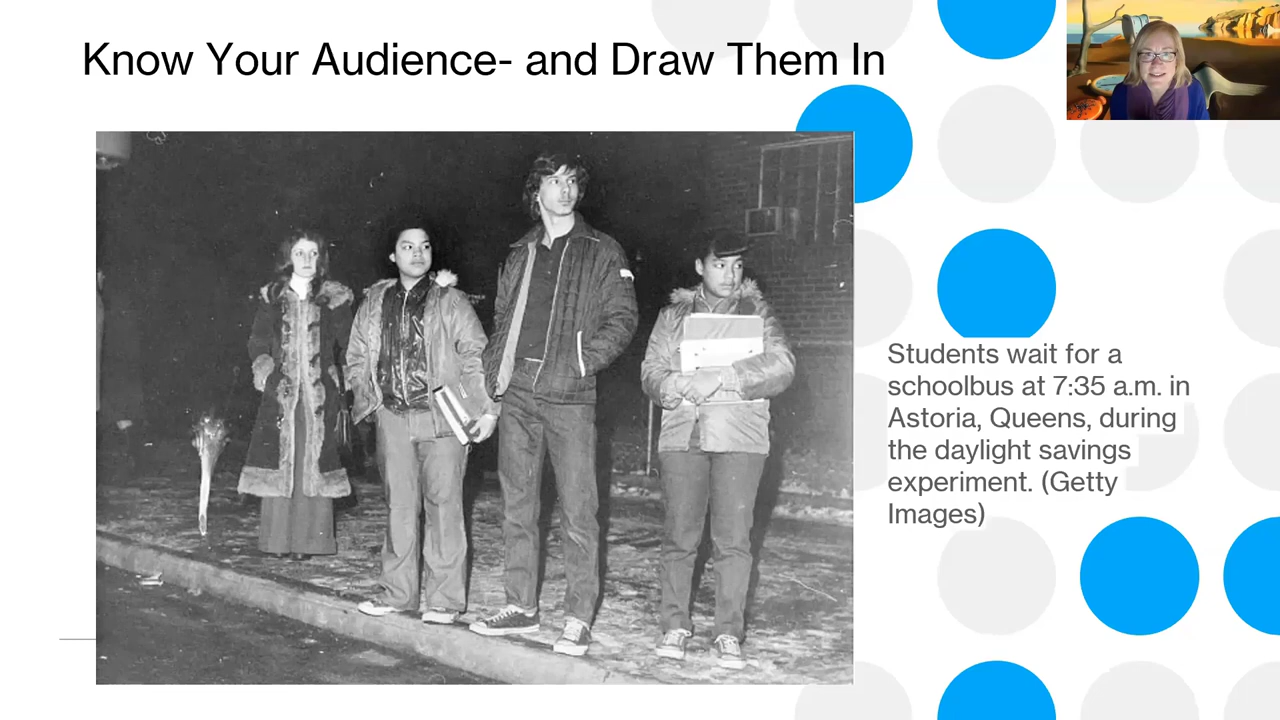 Know Your Audience- and Draw Them In
Students wait for a
schoolbus at 7:35 a.m. in
Astoria, Queens, during
the daylight savings
experiment. (Getty
Images)